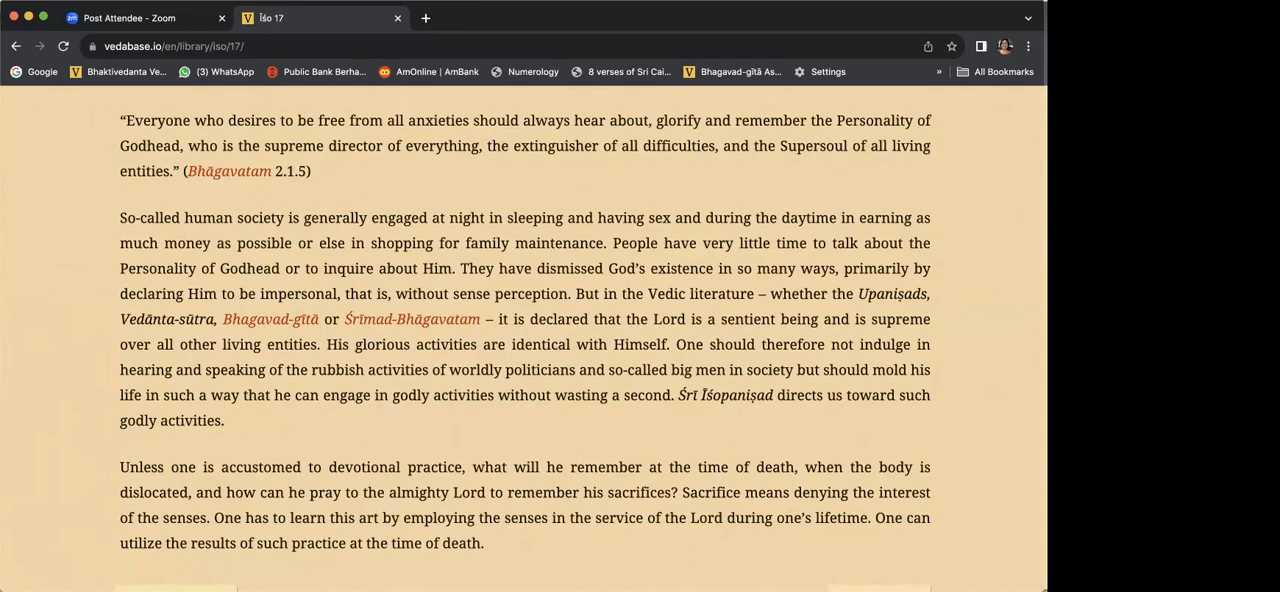 Post Attendee - Zoom
Īśo 17
vedabase.io/en/library/iso/17/
Google
Bhaktivedanta Ve...
(3) WhatsApp
Public Bank Berha...
AmOnline | AmBank
Numerology
8 verses of Sri Cai...
Bhagavad-gītā As...
Settings
»
All Bookmarks
“Everyone who desires to be free from all anxieties should always hear about, glorify and remember the Personality of
Godhead, who is the supreme director of everything, the extinguisher of all difficulties, and the Supersoul of all living
entities.” (Bhāgavatam 2.1.5)
So-called human society is generally engaged at night in sleeping and having sex and during the daytime in earning as
much money as possible or else in shopping for family maintenance. People have very little time to talk about the
Personality of Godhead or to inquire about Him. They have dismissed God’s existence in so many ways, primarily by
declaring Him to be impersonal, that is, without sense perception. But in the Vedic literature – whether the Upaniṣads,
Vedānta-sūtra, Bhagavad-gītā or Śrīmad-Bhāgavatam – it is declared that the Lord is a sentient being and is supreme
over all other living entities. His glorious activities are identical with Himself. One should therefore not indulge in
hearing and speaking of the rubbish activities of worldly politicians and so-called big men in society but should mold his
life in such a way that he can engage in godly activities without wasting a second. Śrī Īśopaniṣad directs us toward such
godly activities.
Unless one is accustomed to devotional practice, what will he remember at the time of death, when the body is
dislocated, and how can he pray to the almighty Lord to remember his sacrifices? Sacrifice means denying the interest
of the senses. One has to learn this art by employing the senses in the service of the Lord during one’s lifetime. One can
utilize the results of such practice at the time of death.